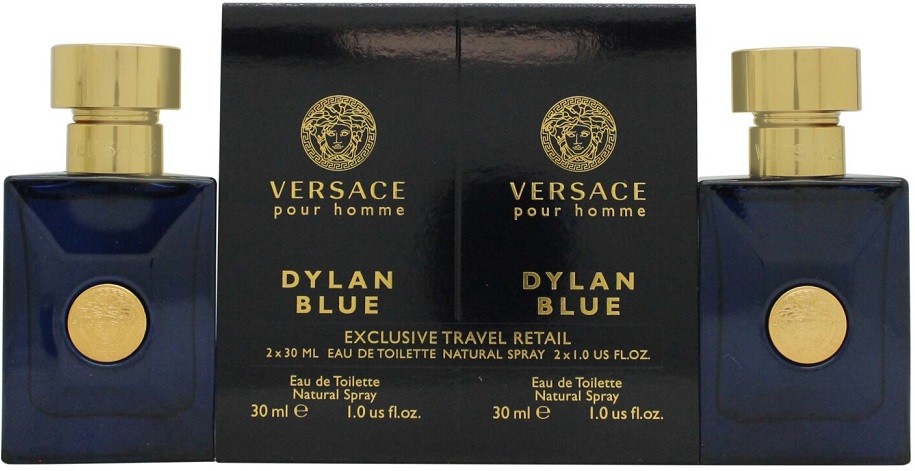 VERSACE
pour homme
DYLAN
BLUE
VERSACE
pour homme
DYLAN
BLUE
EXCLUSIVE TRAVEL RETAIL
2 x 30 ML EAU DE TOILETTE NATURAL SPRAY 2 x 1.0 US FL.OZ.
Eau de Toilette
Natural Spray
30 ml ℮ 1.0 us fl.oz.
Eau de Toilette
Natural Spray
30 ml ℮ 1.0 us fl.oz.